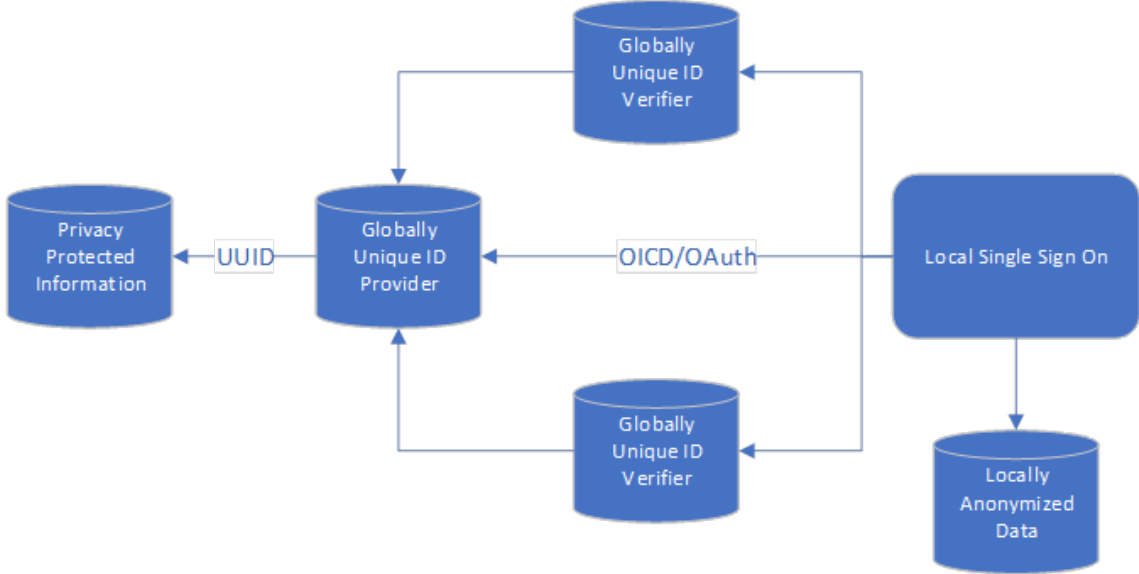 Globally
Unique ID
Verifier
Privacy
Protected
Information
UUID
Globally
Unique ID
Provider
OICD/OAuth
Local Single Sign On
Globally
Unique ID
Verifier
Locally
Anonymized
Data